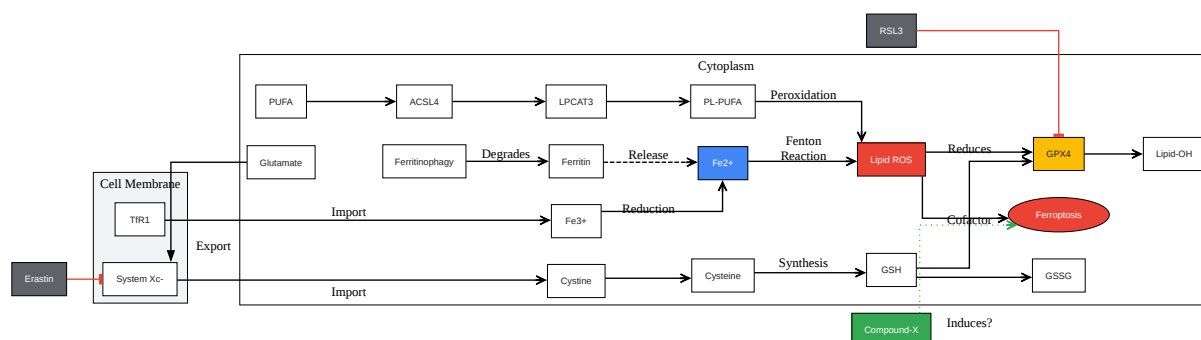 RSL3
Cytoplasm
PUFA
ACSL4
LPCAT3
PL-PUFA
Peroxidation
Glutamate
Ferritinophagy
Degrades
Ferritin
Release
Fe2+
Fenton
Reaction
Lipid ROS
Reduces
GPX4
Lipid-OH
Cell Membrane
TfR1
Import
Fe3+
Reduction
Cofactor
Ferroptosis
Export
Erastin
System Xc-
Import
Cystine
Cysteine
Synthesis
GSH
GSSG
Compound-X
Induces?